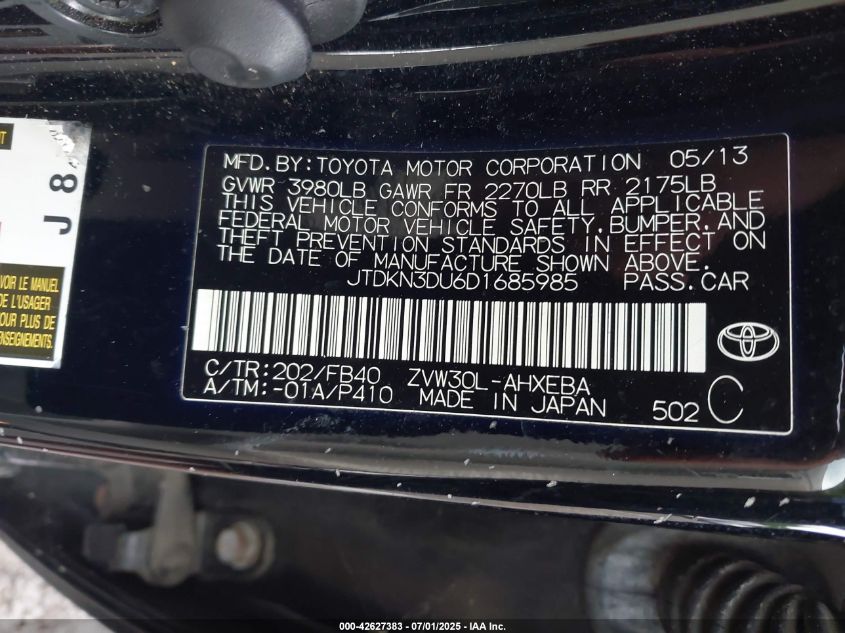 MFD. BY: TOYOTA MOTOR CORPORATION 05/13
GVWR 3980LB GAWR FR 2270LB RR 2175LB
THIS VEHICLE CONFORMS TO ALL APPLICABLE
FEDERAL MOTOR VEHICLE SAFETY, BUMPER, AND
THEFT PREVENTION STANDARDS IN EFFECT ON
THE DATE OF MANUFACTURE SHOWN ABOVE.
JTDKN3DU6D1685985 PASS.CAR
C/TR: 202/FB40 ZVW30L-AHXEBA
A/TM: -01A/P410 MADE IN JAPAN 502 C
J 8
VOIR LE MANUEL
DE L'USAGER
POUR PLUS DE
RENSEIGNEMENTS.
000-42627383 / 07/01/2025 - IAA Inc.